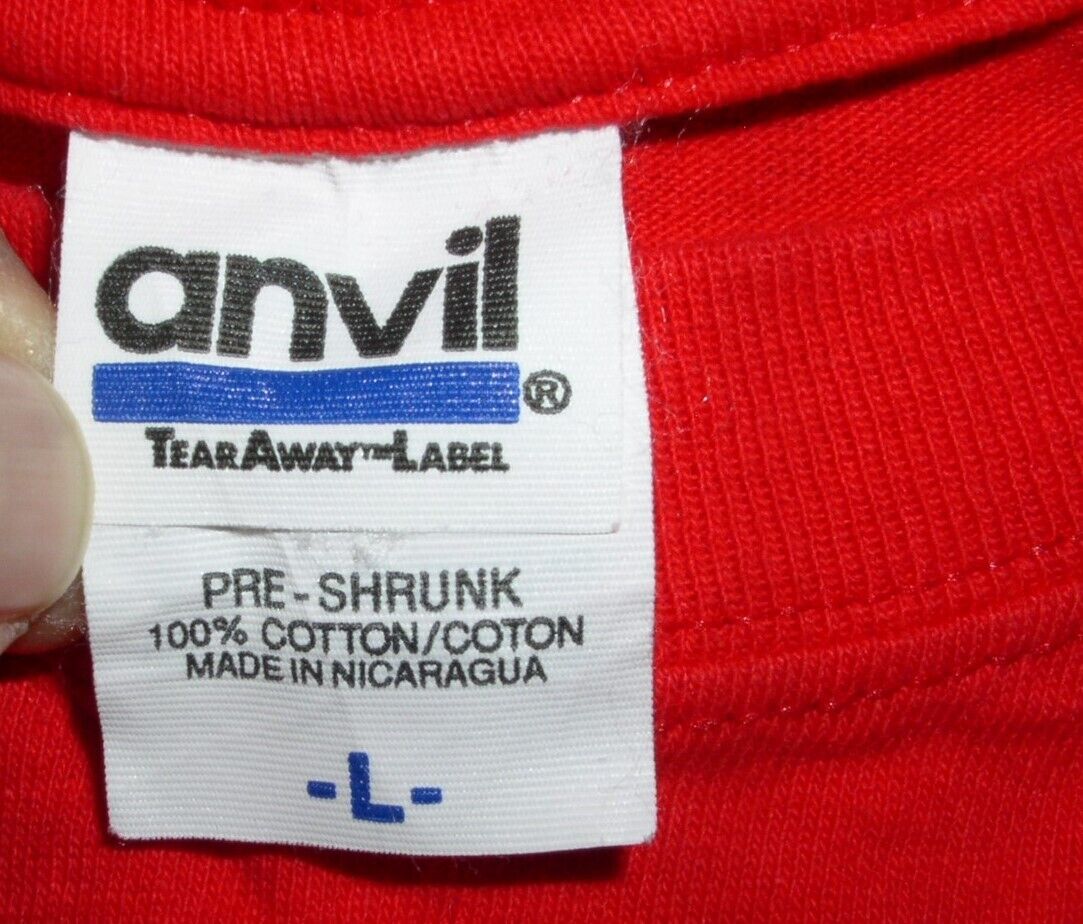 anvil ®
TEARAWAY™LABEL
PRE-SHRUNK
100% COTTON/COTON
MADE IN NICARAGUA
-L-